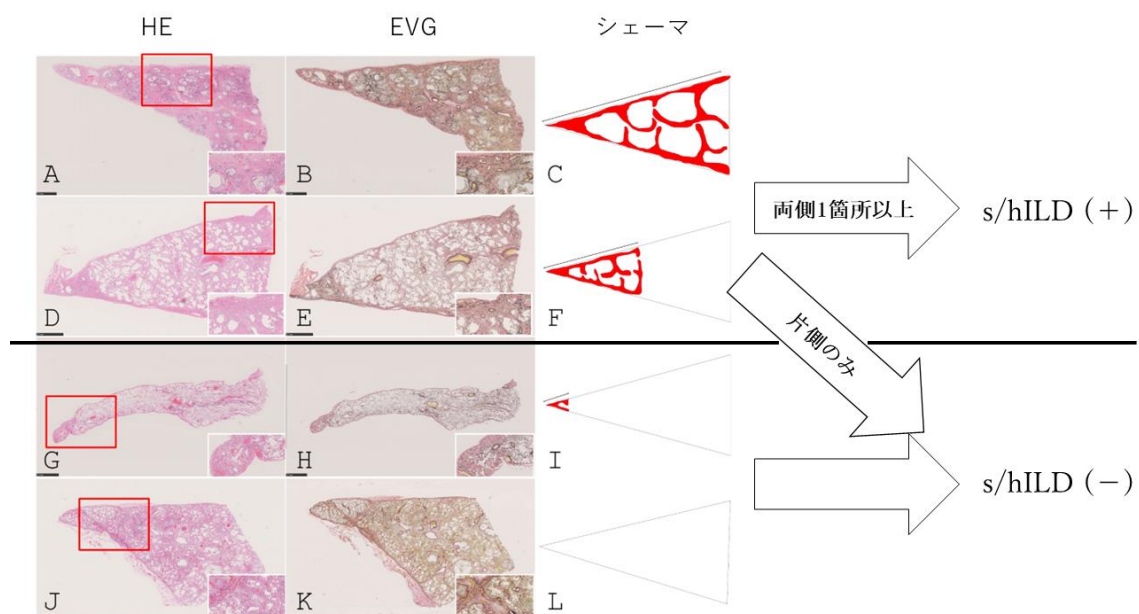 HE EVG シェーマ
A B C
両側1箇所以上 s/hILD (+)
D E F
片側のみ
G H I
s/hILD (−)
J K L